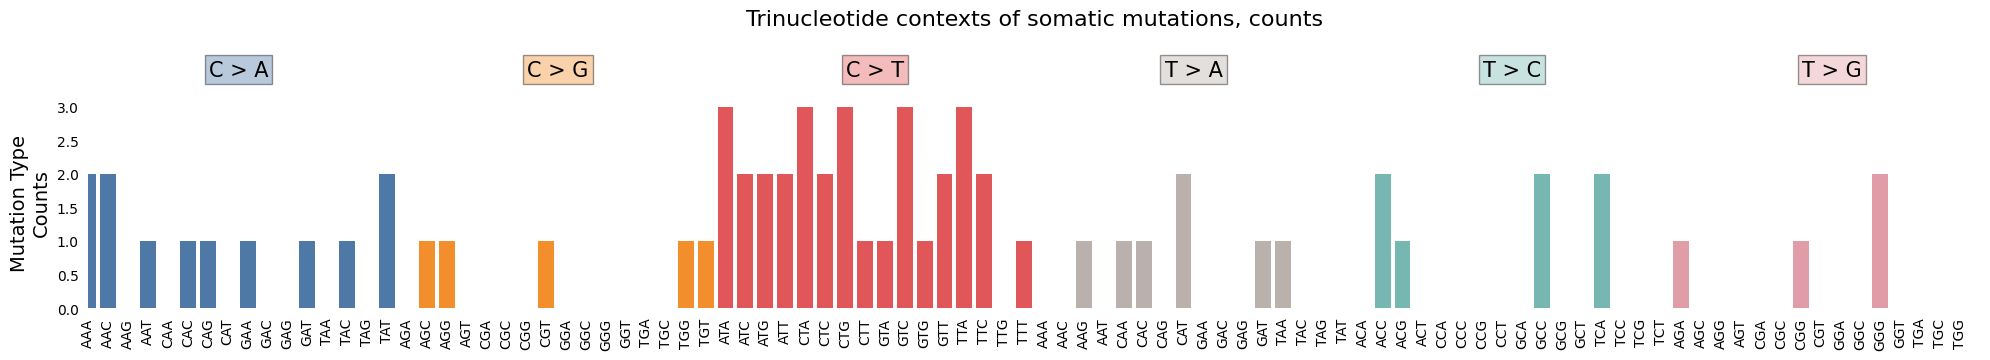 Trinucleotide contexts of somatic mutations, counts
C > A
C > G
C > T
T > A
T > C
T > G
Mutation Type
Counts
3.0
2.5
2.0
1.5
1.0
0.5
0.0
AAA
AAC
AAG
AAT
CAA
CAC
CAG
CAT
GAA
GAC
GAG
GAT
TAA
TAC
TAG
TAT
AGA
AGC
AGG
AGT
CGA
CGC
CGG
CGT
GGA
GGC
GGG
GGT
TGA
TGC
TGG
TGT
ATA
ATC
ATG
ATT
CTA
CTC
CTG
CTT
GTA
GTC
GTG
GTT
TTA
TTC
TTG
TTT
AAA
AAC
AAG
AAT
CAA
CAC
CAG
CAT
GAA
GAC
GAG
GAT
TAA
TAC
TAG
TAT
ACA
ACC
ACG
ACT
CCA
CCC
CCG
CCT
GCA
GCC
GCG
GCT
TCA
TCC
TCG
TCT
AGA
AGC
AGG
AGT
CGA
CGC
CGG
CGT
GGA
GGC
GGG
GGT
TGA
TGC
TGG